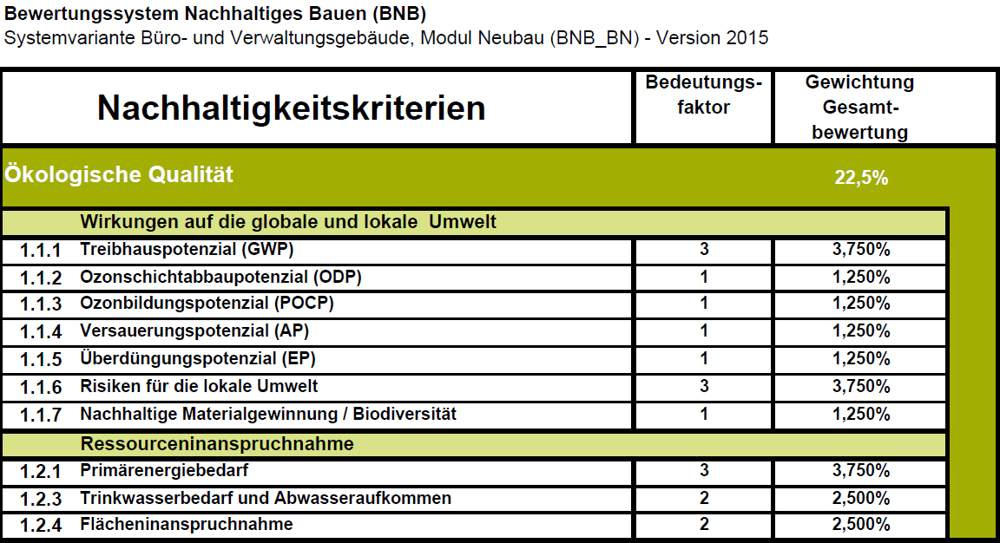 Bewertungssystem Nachhaltiges Bauen (BNB)
Systemvariante Büro- und Verwaltungsgebäude, Modul Neubau (BNB_BN) - Version 2015
Nachhaltigkeitskriterien
Bedeutungs-
faktor
Gewichtung
Gesamt-
bewertung
Ökologische Qualität 22,5%
Wirkungen auf die globale und lokale Umwelt
1.1.1 Treibhauspotenzial (GWP) 3 3,750%
1.1.2 Ozonschichtabbaupotenzial (ODP) 1 1,250%
1.1.3 Ozonbildungspotenzial (POCP) 1 1,250%
1.1.4 Versauerungspotenzial (AP) 1 1,250%
1.1.5 Überdüngungspotenzial (EP) 1 1,250%
1.1.6 Risiken für die lokale Umwelt 3 3,750%
1.1.7 Nachhaltige Materialgewinnung / Biodiversität 1 1,250%
Ressourceninanspruchnahme
1.2.1 Primärenergiebedarf 3 3,750%
1.2.3 Trinkwasserbedarf und Abwasseraufkommen 2 2,500%
1.2.4 Flächeninanspruchnahme 2 2,500%